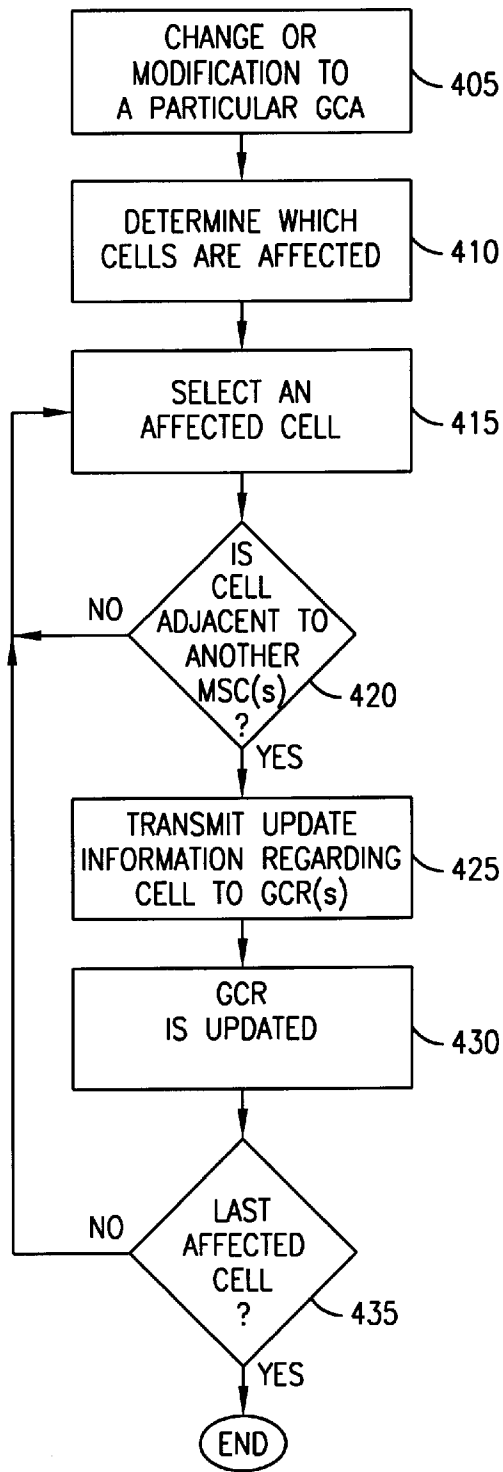 CHANGE OR
MODIFICATION TO
A PARTICULAR GCA
405
DETERMINE WHICH
CELLS ARE AFFECTED
410
SELECT AN
AFFECTED CELL
415
IS
CELL
ADJACENT TO
ANOTHER
MSC(s)
?
420
NO
YES
TRANSMIT UPDATE
INFORMATION REGARDING
CELL TO GCR(s)
425
GCR
IS UPDATED
430
LAST
AFFECTED
CELL
?
435
NO
YES
END